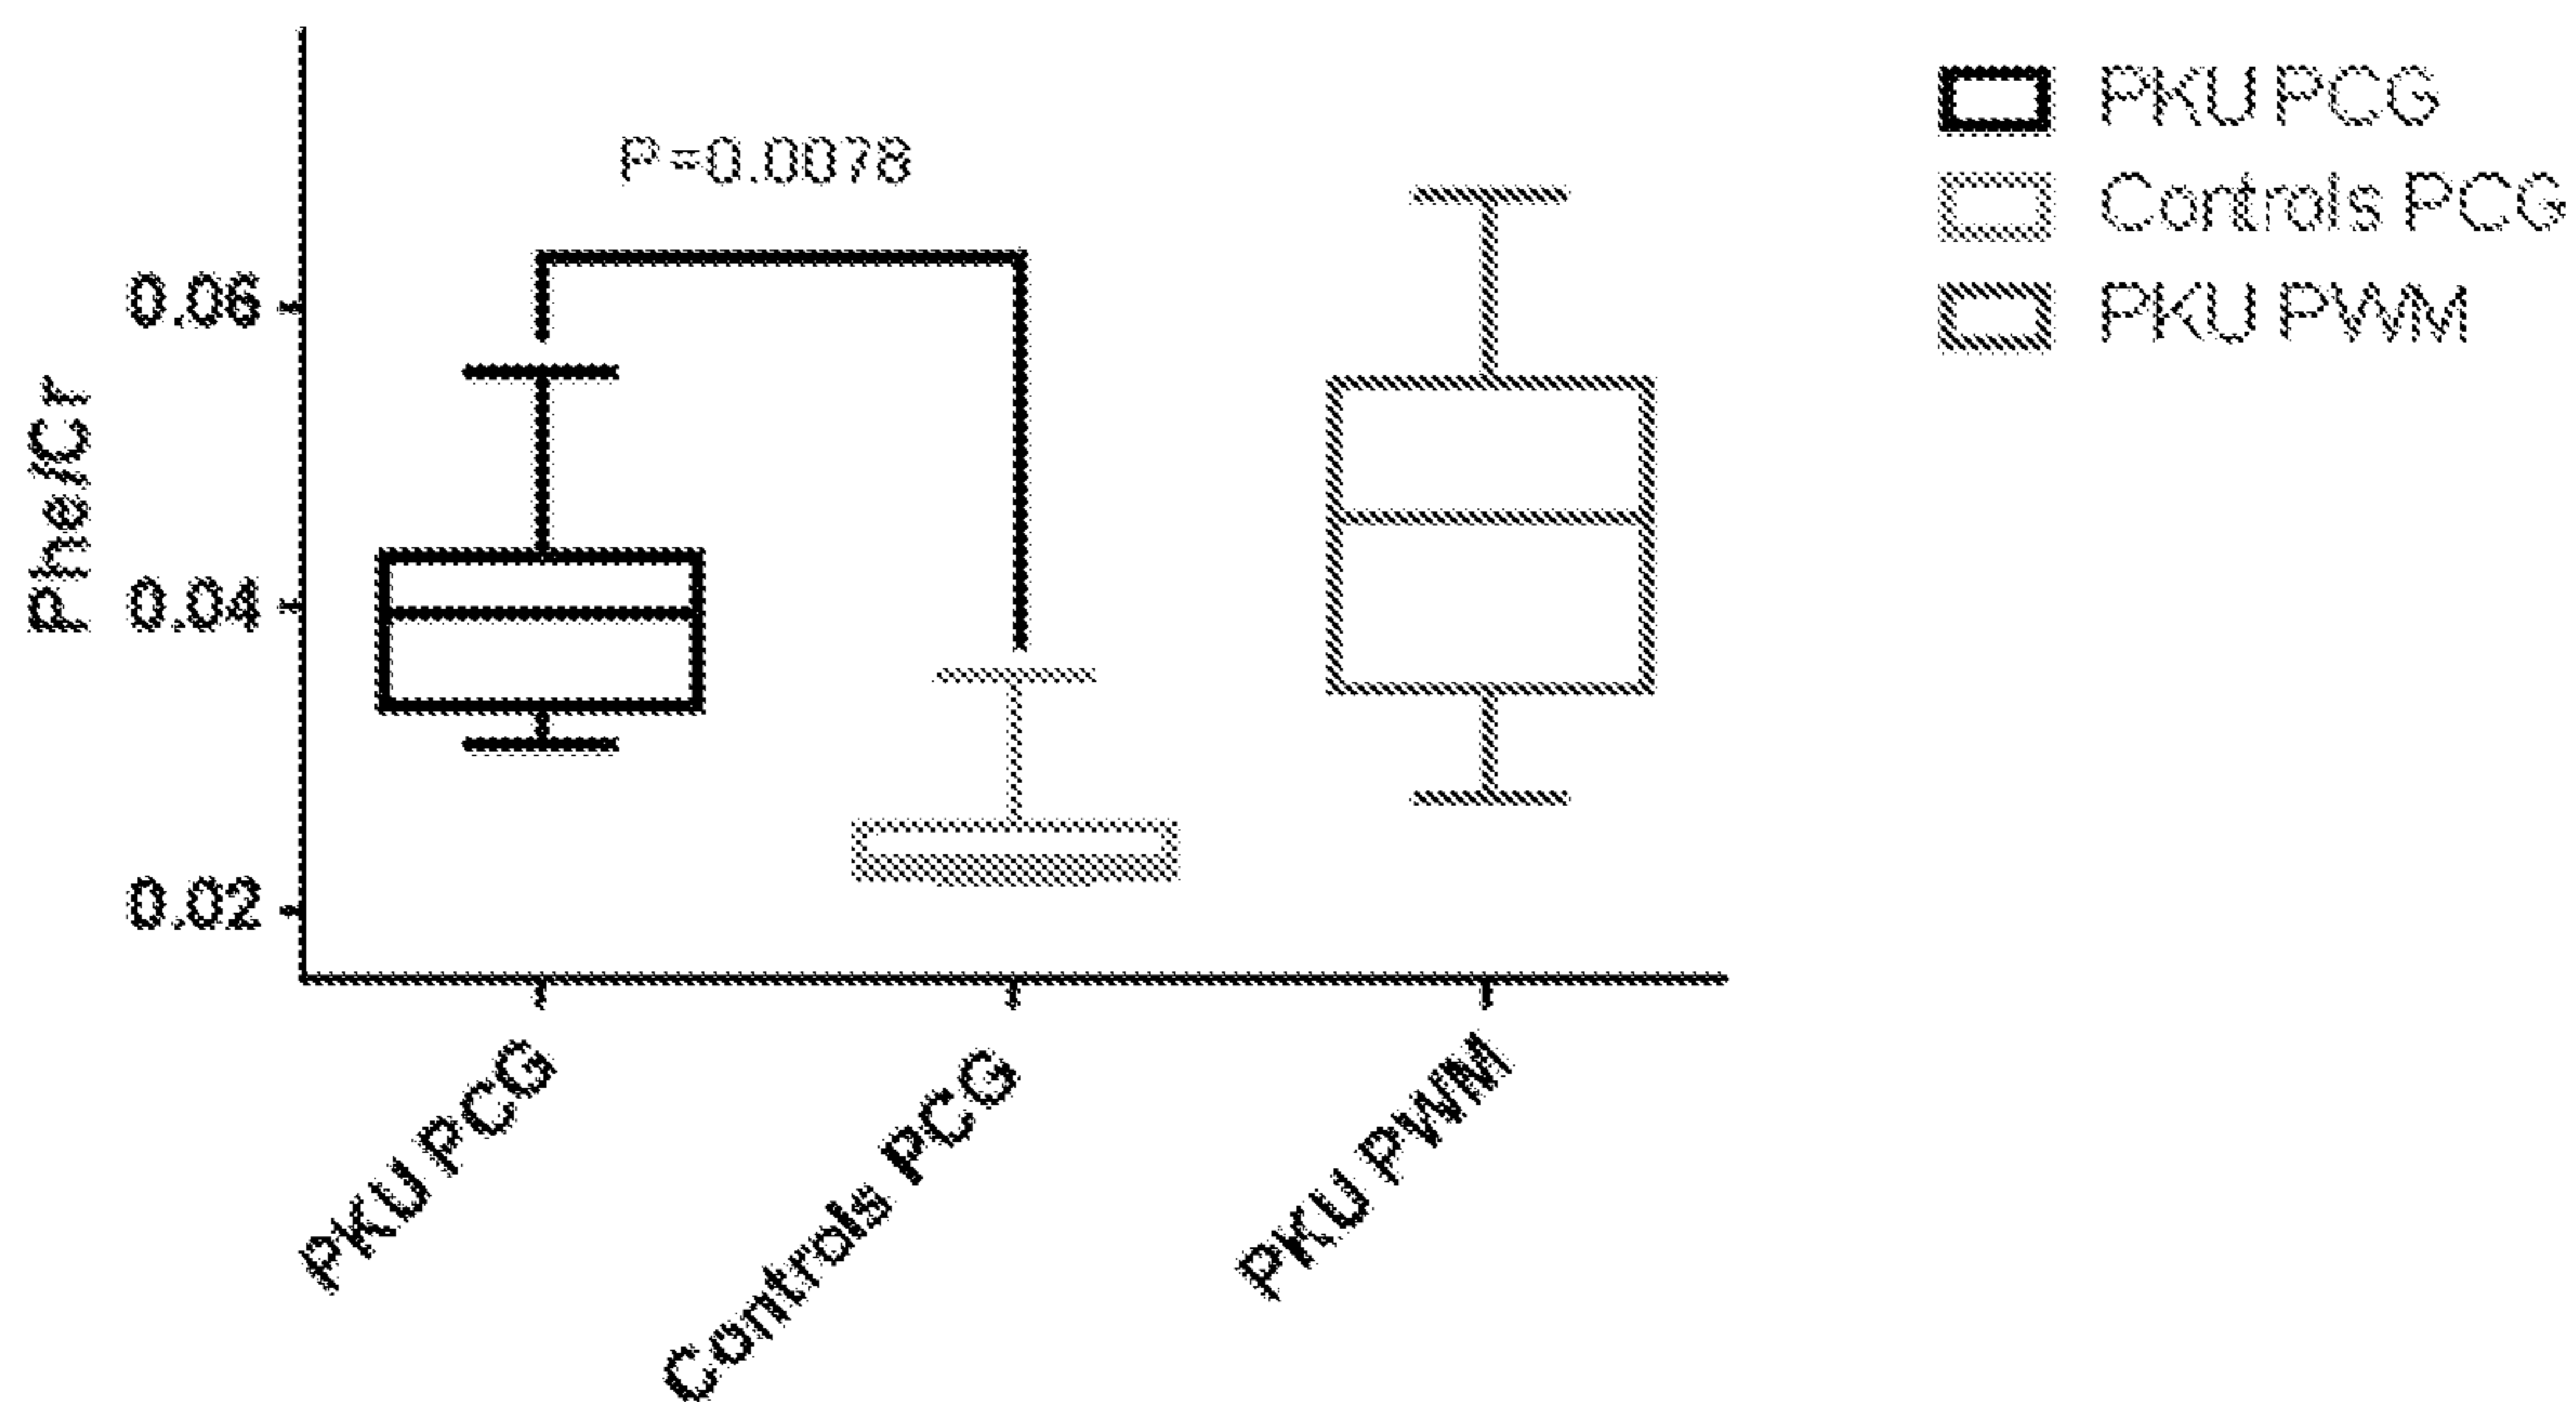 P=0.0078
PKU PCG
Controls PCG
PKU PWM
Phe/Cr
0.06
0.04
0.02
PKU PCG
Controls PCG
PKU PWM